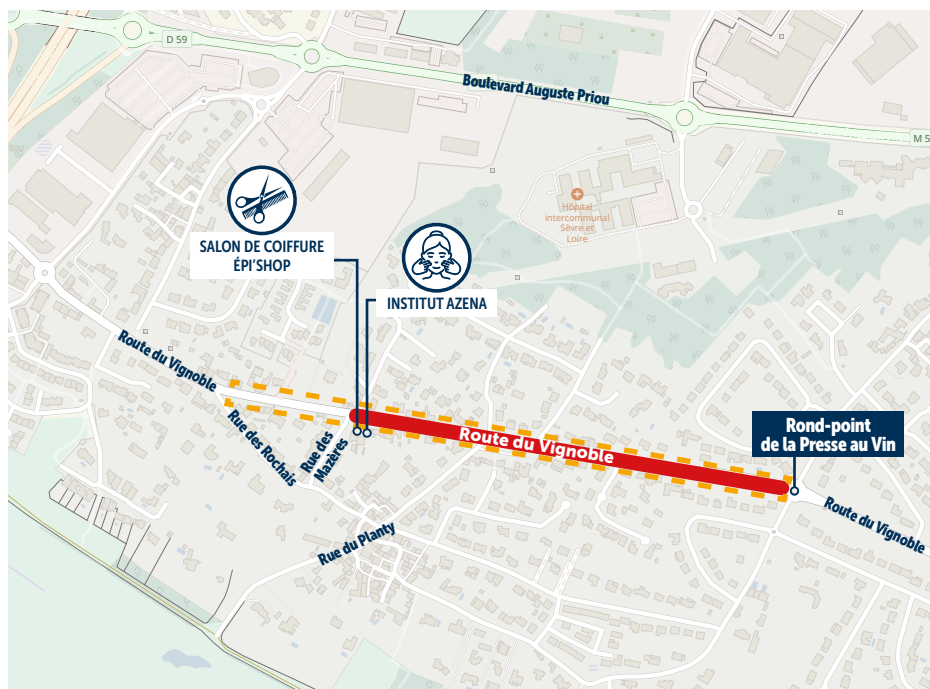 D 59
Boulevard Auguste Priou
M 5
Hôpital
intercommunal
Sèvre et
Loire
SALON DE COIFFURE
ÉPI'SHOP
INSTITUT AZENA
Route du Vignoble
Rue des Rochais
Rue des
Mazères
Route du Vignoble
Rond-point
de la Presse au Vin
Route du Vignoble
Rue du Planty